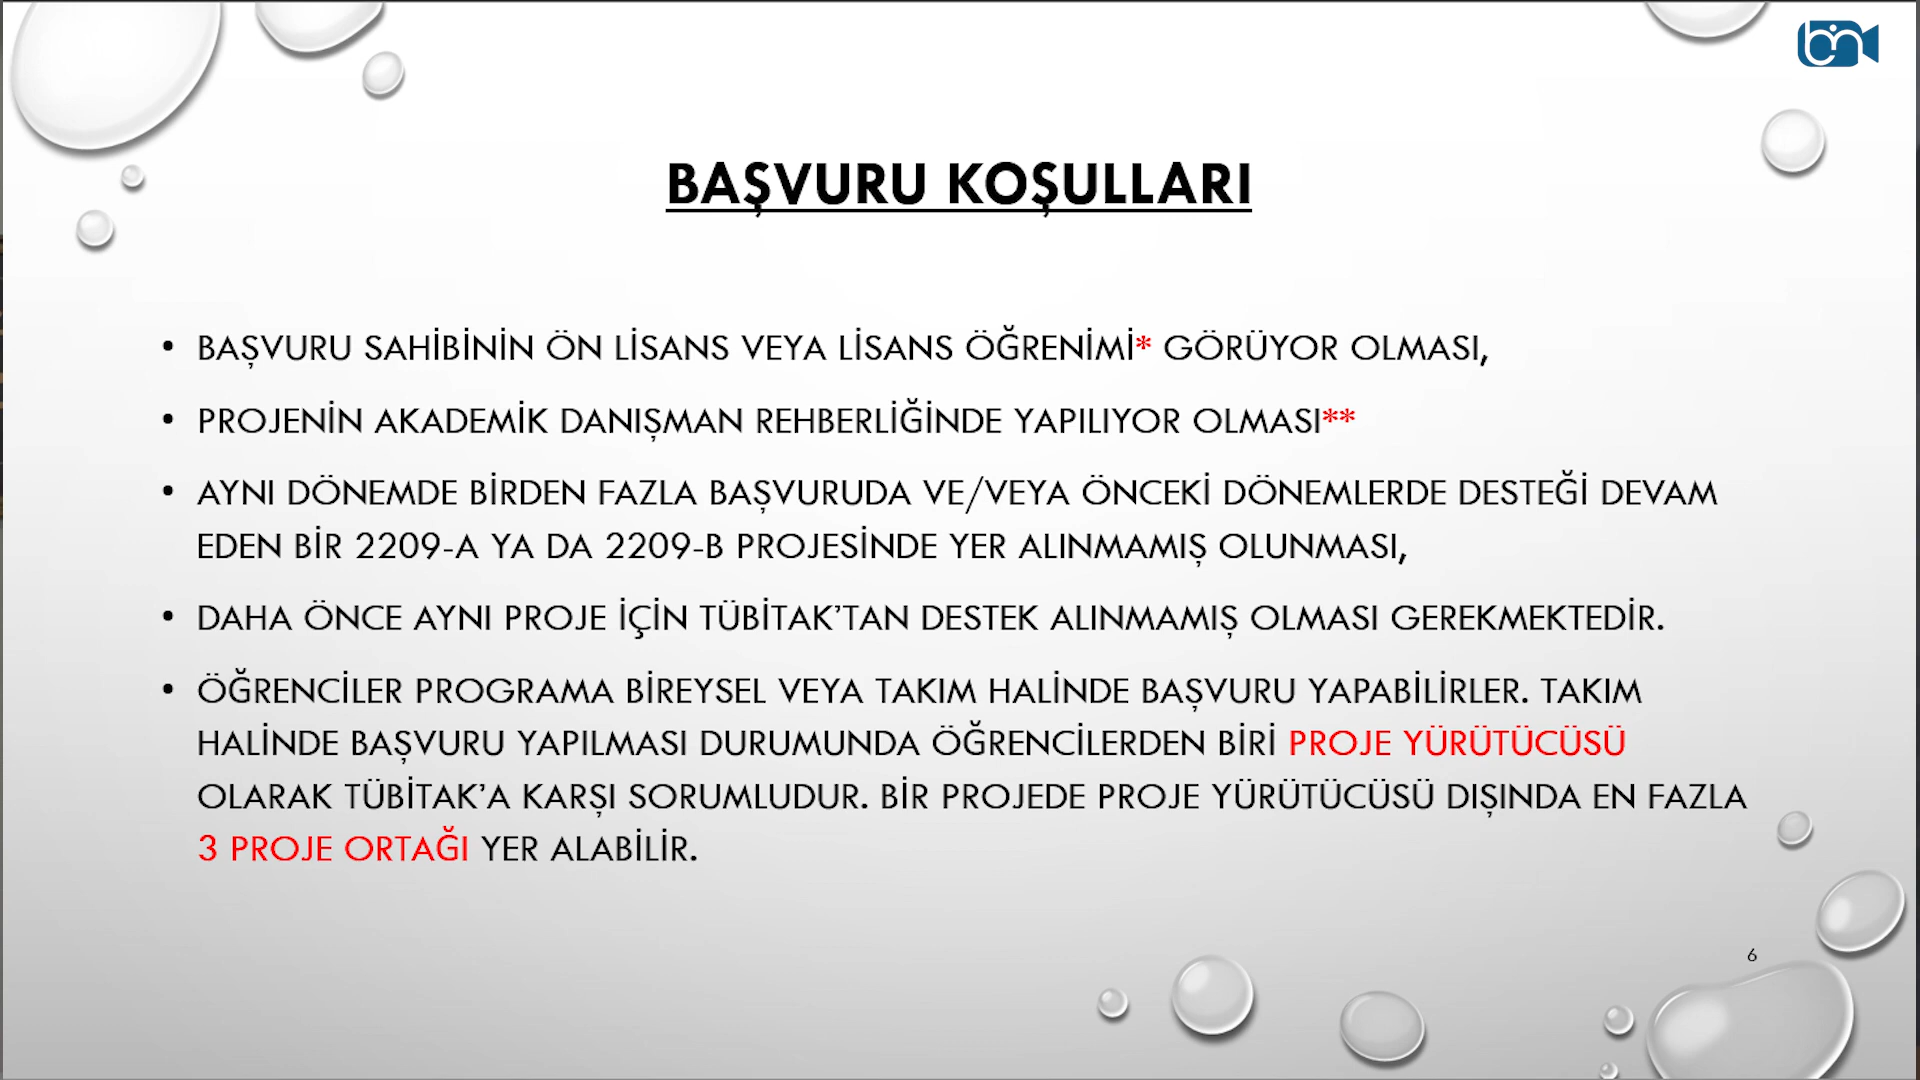 BAŞVURU KOŞULLARI
• BAŞVURU SAHİBİNİN ÖN LİSANS VEYA LİSANS ÖĞRENİMİ* GÖRÜYOR OLMASI,
• PROJENİN AKADEMİK DANIŞMAN REHBERLİĞİNDE YAPILIYOR OLMASI**
• AYNI DÖNEMDE BİRDEN FAZLA BAŞVURUDA VE/VEYA ÖNCEKİ DÖNEMLERDE DESTEĞİ DEVAM
EDEN BİR 2209-A YA DA 2209-B PROJESİNDE YER ALINMAMIŞ OLUNMASI,
• DAHA ÖNCE AYNI PROJE İÇİN TÜBİTAK’TAN DESTEK ALINMAMIŞ OLMASI GEREKMEKTEDİR.
• ÖĞRENCİLER PROGRAMA BİREYSEL VEYA TAKIM HALİNDE BAŞVURU YAPABİLİRLER. TAKIM
HALİNDE BAŞVURU YAPILMASI DURUMUNDA ÖĞRENCİLERDEN BİRİ PROJE YÜRÜTÜCÜSÜ
OLARAK TÜBİTAK’A KARŞI SORUMLUDUR. BİR PROJEDE PROJE YÜRÜTÜCÜSÜ DIŞINDA EN FAZLA
3 PROJE ORTAĞI YER ALABİLİR.
6